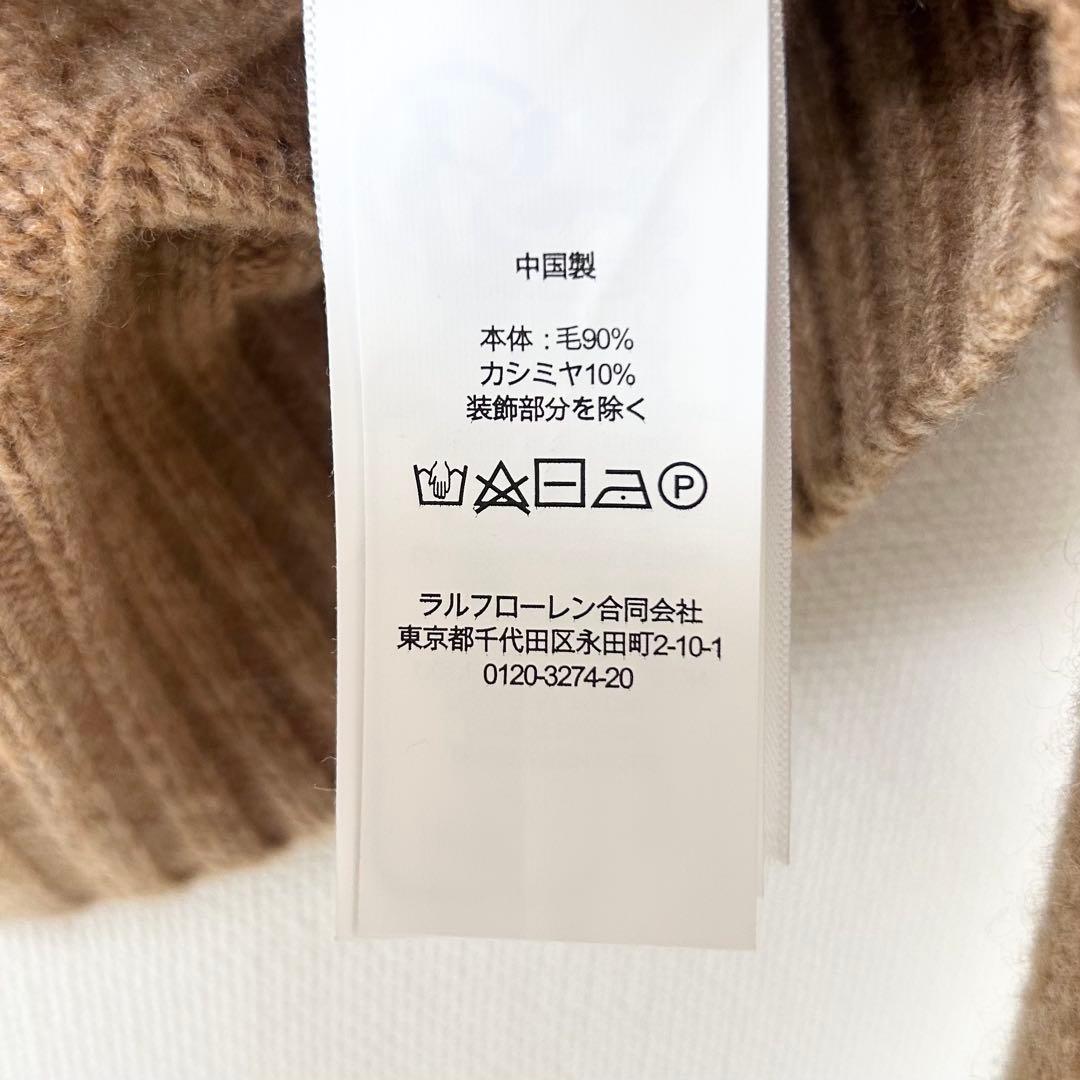 中国製
本体 : 毛90%
カシミヤ10%
装飾部分を除く
P
ラルフローレン合同会社
東京都千代田区永田町2-10-1
0120-3274-20